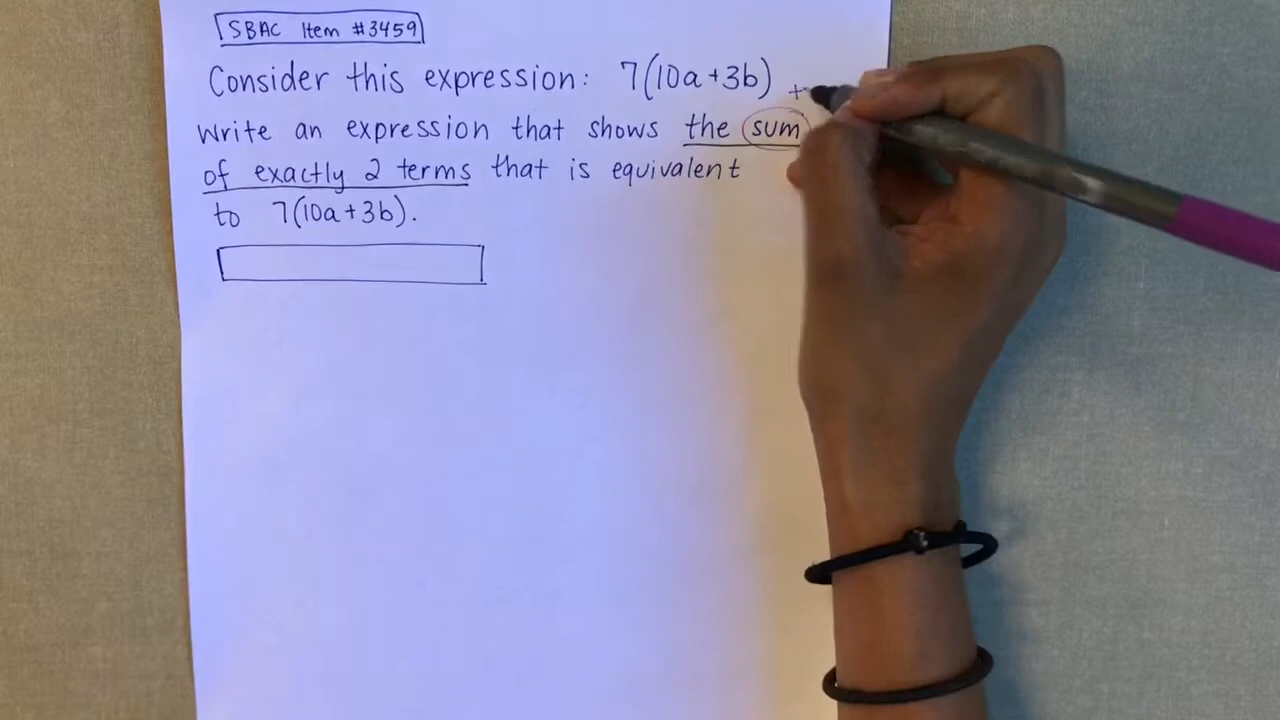 SBAC Item #3459
Consider this expression: 7(10a+3b)
+
Write an expression that shows the sum
of exactly 2 terms that is equivalent
to 7(10a+3b).